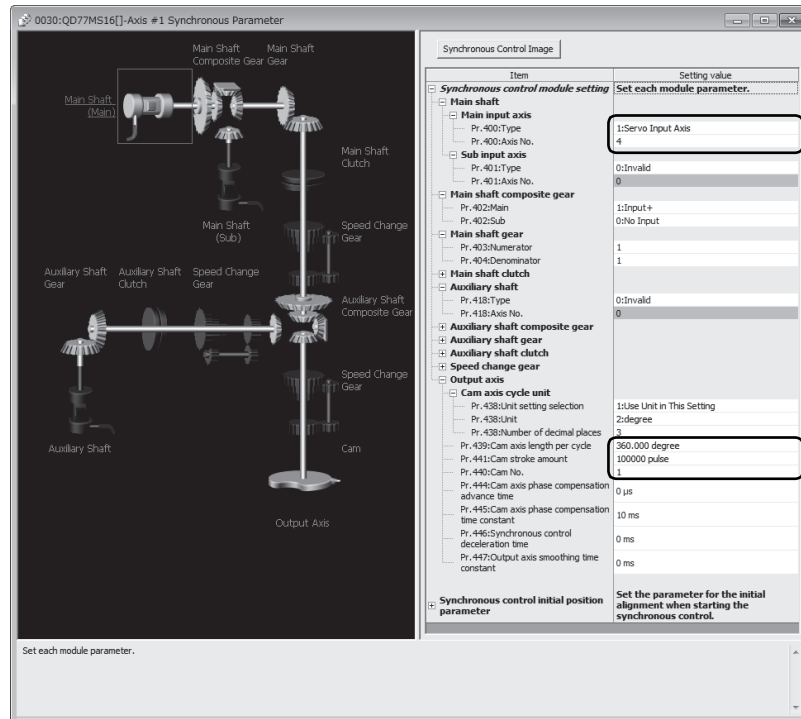 0030:QD77MS16[]-Axis #1 Synchronous Parameter
Main Shaft Composite Gear
Main Shaft Gear
Main Shaft (Main)
Main Shaft Clutch
Main Shaft (Sub)
Speed Change Gear
Auxiliary Shaft Gear
Auxiliary Shaft Clutch
Speed Change Gear
Auxiliary Shaft Composite Gear
Speed Change Gear
Auxiliary Shaft
Cam
Output Axis
Synchronous Control Image
Item Setting value
Synchronous control module setting Set each module parameter.
Main shaft
Main input axis
Pr.400:Type 1:Servo Input Axis
Pr.400:Axis No. 4
Sub input axis
Pr.401:Type 0:Invalid
Pr.401:Axis No. 0
Main shaft composite gear
Pr.402:Main 1:Input+
Pr.402:Sub 0:No Input
Main shaft gear
Pr.403:Numerator 1
Pr.404:Denominator 1
Main shaft clutch
Auxiliary shaft
Pr.418:Type 0:Invalid
Pr.418:Axis No. 0
Auxiliary shaft composite gear
Auxiliary shaft gear
Auxiliary shaft clutch
Speed change gear
Output axis
Cam axis cycle unit
Pr.438:Unit setting selection 1:Use Unit in This Setting
Pr.438:Unit 2:degree
Pr.438:Number of decimal places 3
Pr.439:Cam axis length per cycle 360.000 degree
Pr.441:Cam stroke amount 100000 pulse
Pr.440:Cam No. 1
Pr.444:Cam axis phase compensation advance time 0 µs
Pr.445:Cam axis phase compensation time constant 10 ms
Pr.446:Synchronous control deceleration time 0 ms
Pr.447:Output axis smoothing time constant 0 ms
Synchronous control initial position parameter Set the parameter for the initial alignment when starting the synchronous control.
Set each module parameter.